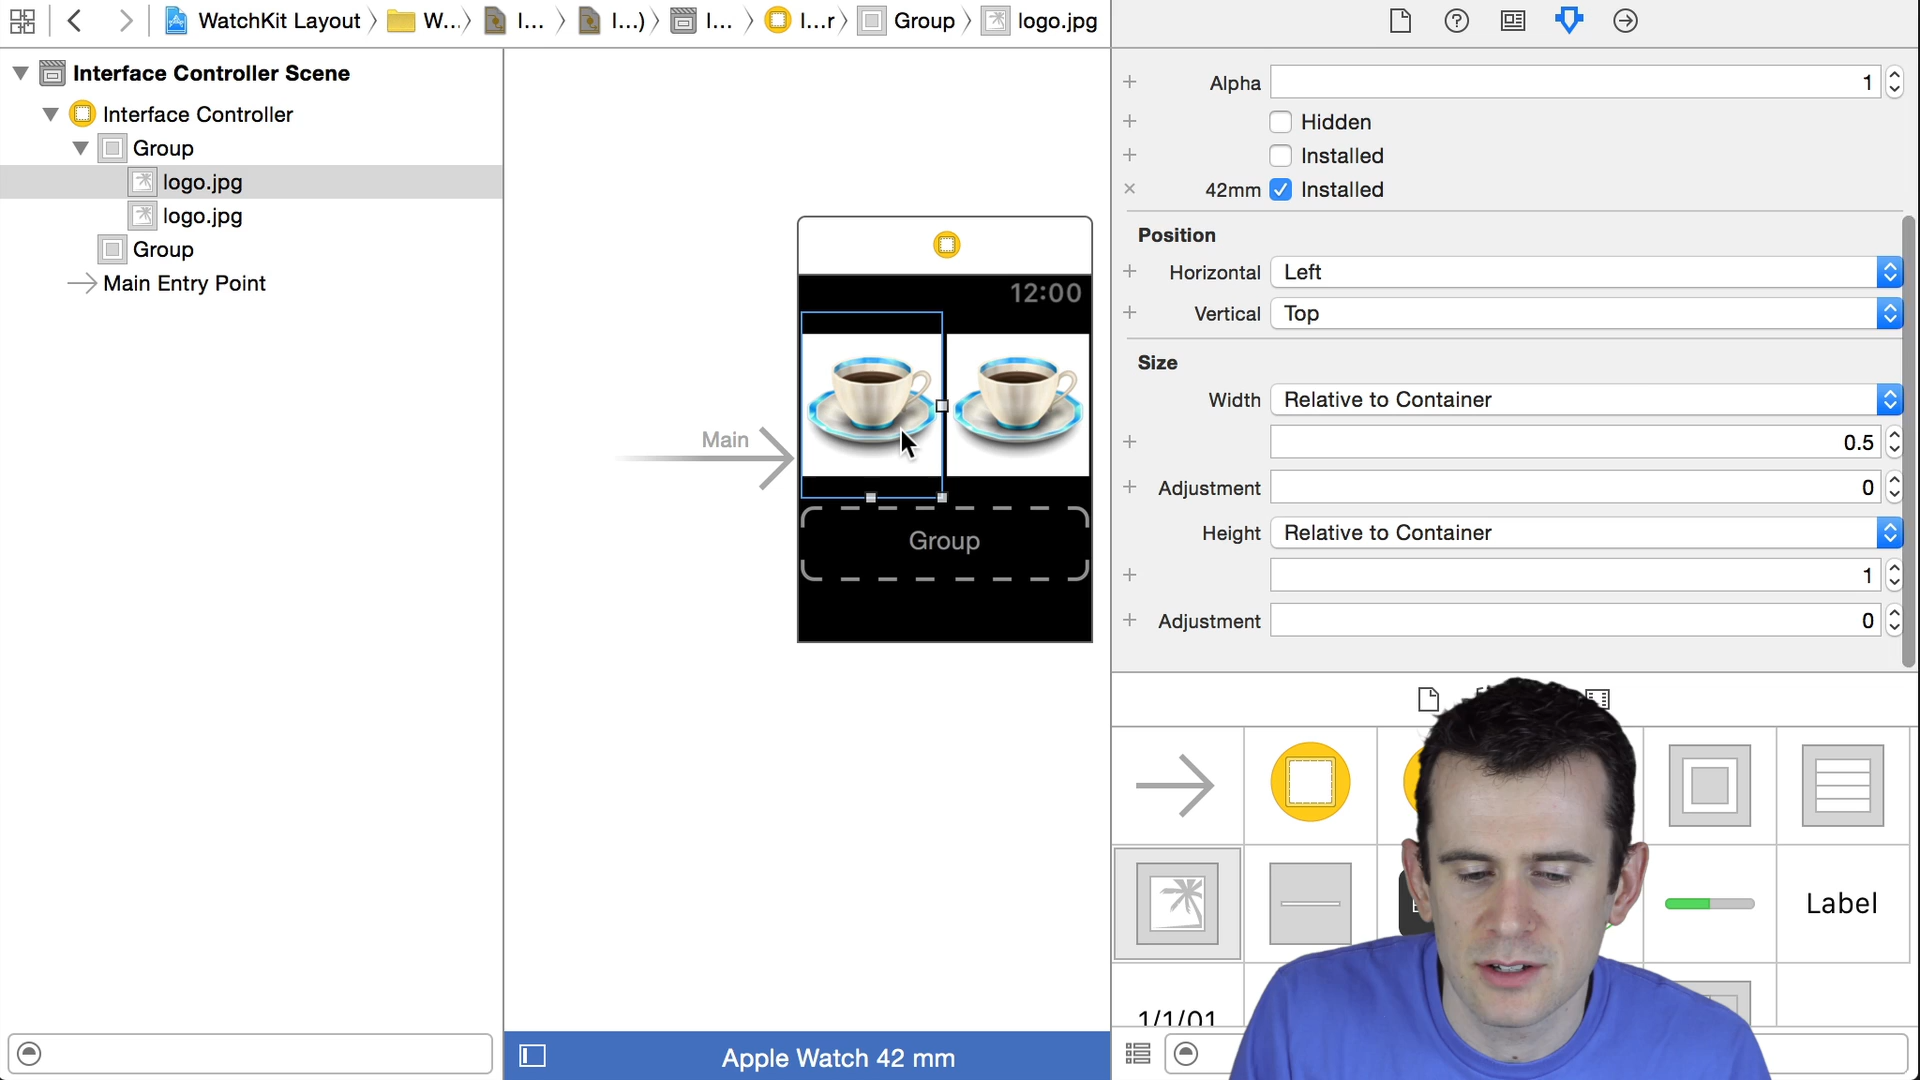 WatchKit Layout
W...
I...
I...)
I...
I...r
Group
logo.jpg
Interface Controller Scene
Interface Controller
Group
logo.jpg
logo.jpg
Group
Main Entry Point
Main
12:00
Group
Apple Watch 42 mm
Alpha
1
Hidden
Installed
42mm
Installed
Position
Horizontal
Left
Vertical
Top
Size
Width
Relative to Container
0.5
Adjustment
0
Height
Relative to Container
1
Adjustment
0
Label
1/1/01